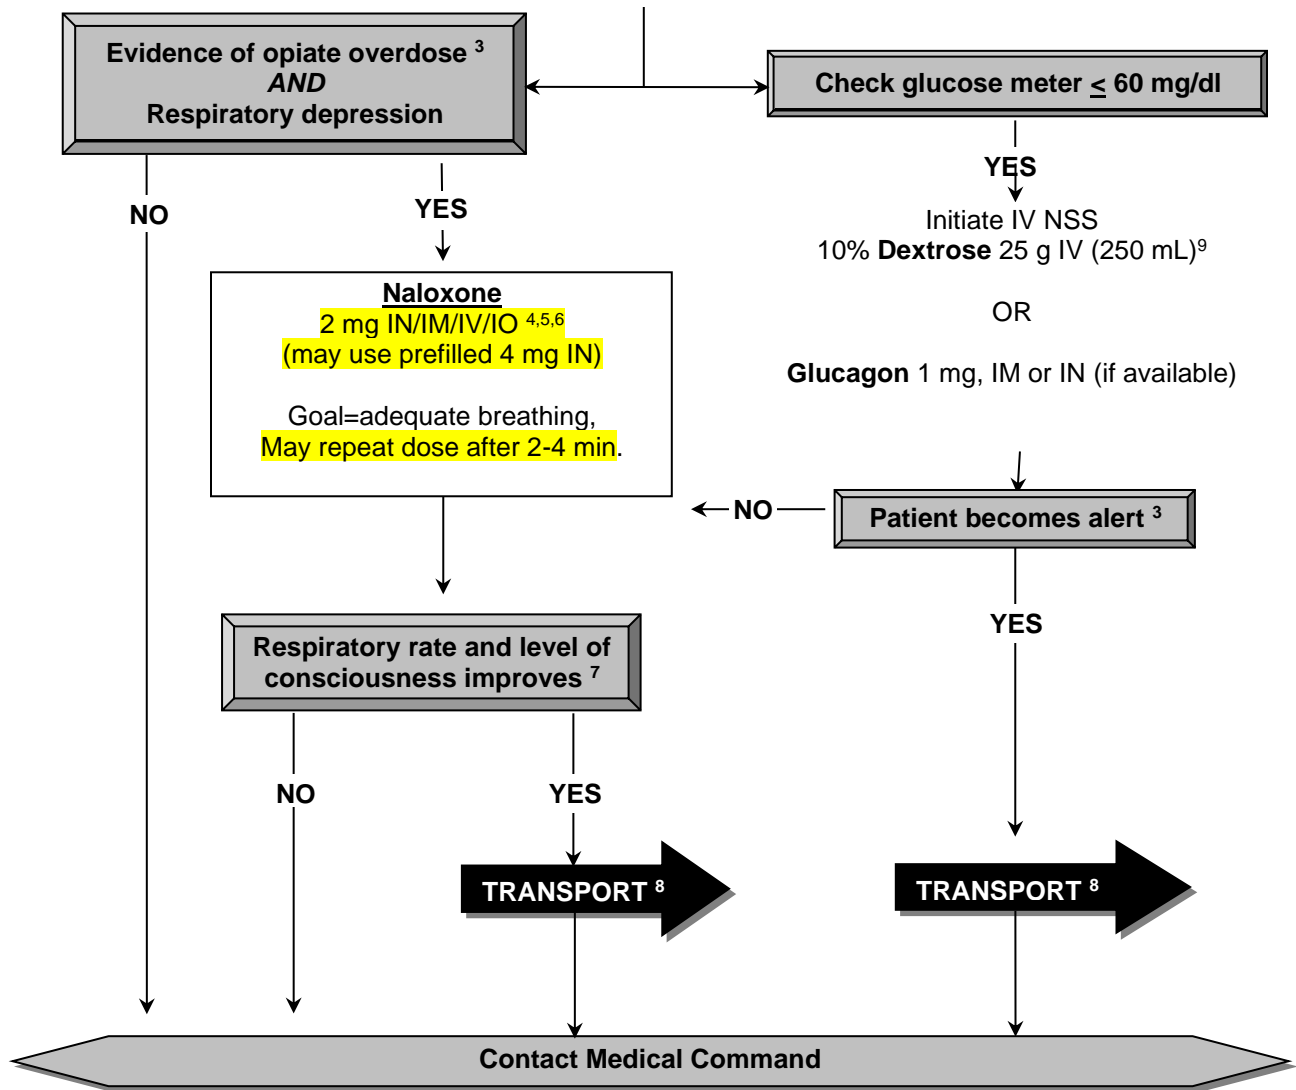 Evidence of opiate overdose 3
AND
Respiratory depression
Check glucose meter < 60 mg/dl
NO
YES
YES
Initiate IV NSS
10% Dextrose 25 g IV (250 mL)9
OR
Glucagon 1 mg, IM or IN (if available)
Naloxone
2 mg IN/IM/IV/IO 4,5,6
(may use prefilled 4 mg IN)
Goal=adequate breathing,
May repeat dose after 2-4 min.
NO
Patient becomes alert 3
YES
Respiratory rate and level of
consciousness improves 7
NO
YES
TRANSPORT 8
TRANSPORT 8
Contact Medical Command